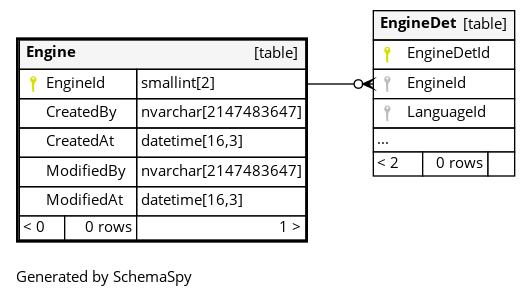 Engine [table]
EngineId smallint[2]
CreatedBy nvarchar[2147483647]
CreatedAt datetime[16,3]
ModifiedBy nvarchar[2147483647]
ModifiedAt datetime[16,3]
< 0 0 rows 1 >
EngineDet [table]
EngineDetId
EngineId
LanguageId
...
< 2 0 rows
Generated by SchemaSpy